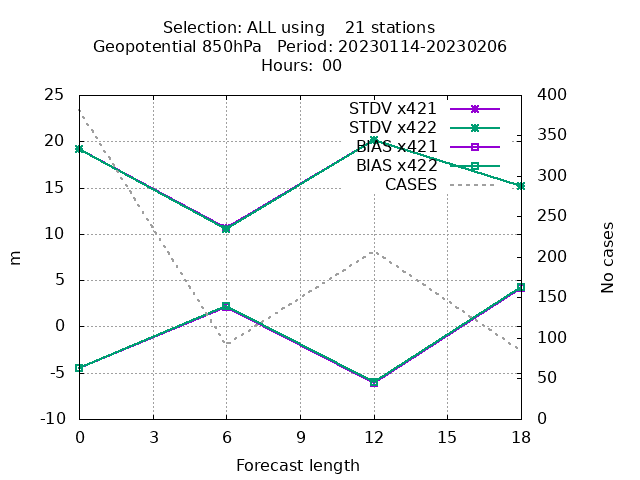 Selection: ALL using    21 stations
Geopotential 850hPa   Period: 20230114-20230206
Hours: 00
25
20
15
10
5
0
-5
-10
m
STDV x421
STDV x422
BIAS x421
BIAS x422
CASES
400
350
300
250
200
150
100
50
0
No cases
0 3 6 9 12 15 18
Forecast length